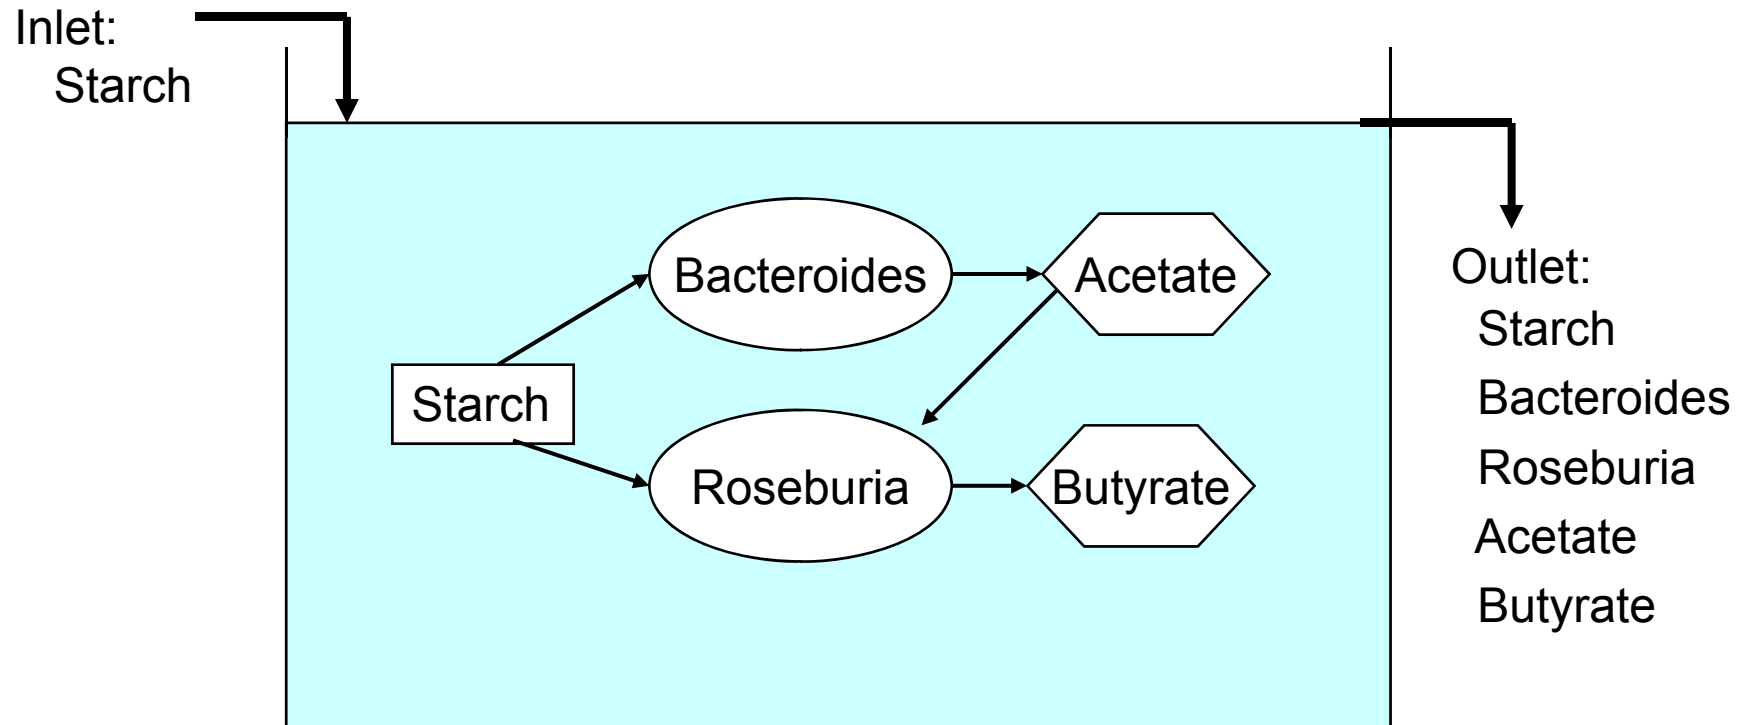 Inlet:
Starch
Bacteroides
Acetate
Starch
Roseburia
Butyrate
Outlet:
Starch
Bacteroides
Roseburia
Acetate
Butyrate